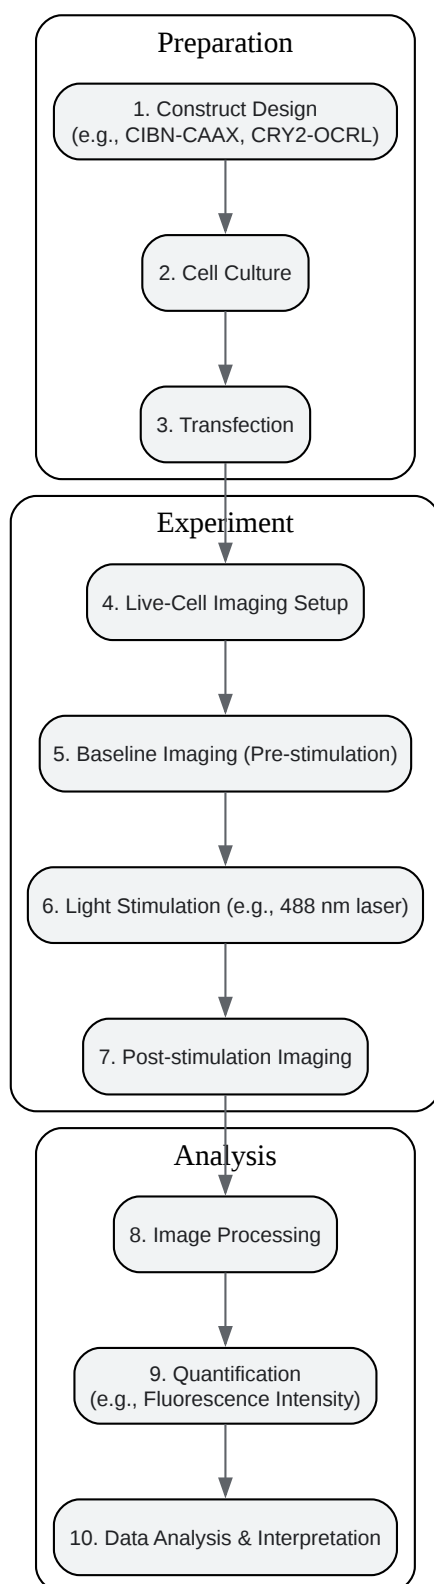 Preparation
1. Construct Design
(e.g., CIBN-CAAX, CRY2-OCRL)
2. Cell Culture
3. Transfection
Experiment
4. Live-Cell Imaging Setup
5. Baseline Imaging (Pre-stimulation)
6. Light Stimulation (e.g., 488 nm laser)
7. Post-stimulation Imaging
Analysis
8. Image Processing
9. Quantification
(e.g., Fluorescence Intensity)
10. Data Analysis & Interpretation